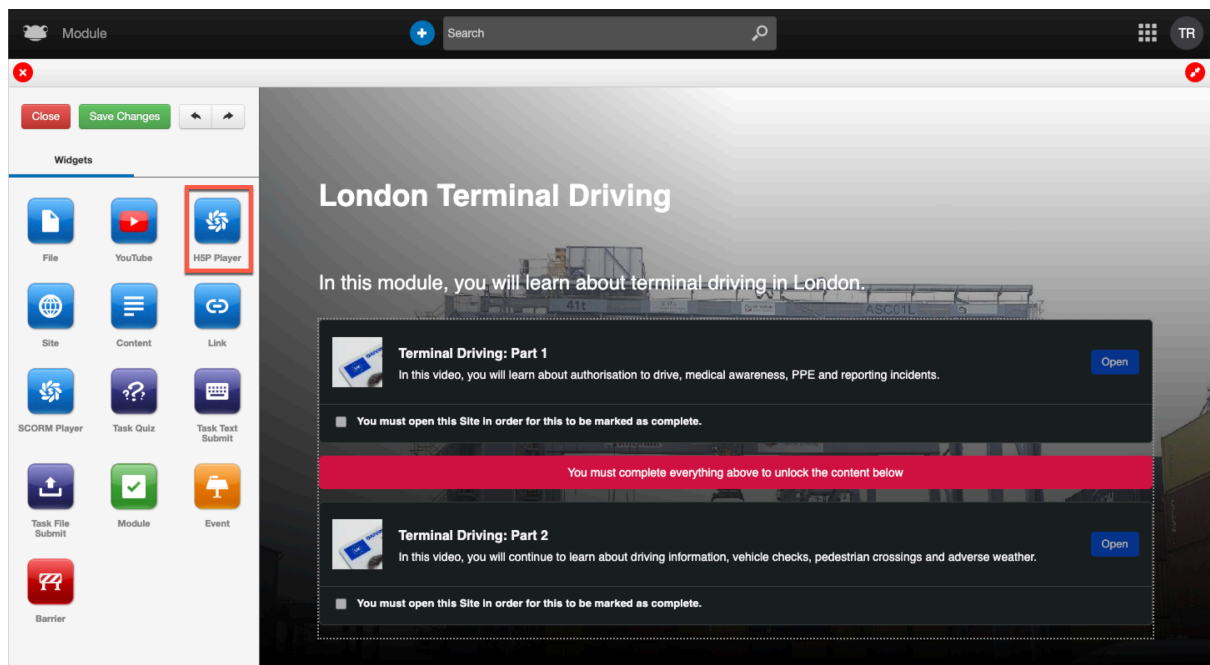 Module
Search
TR
Close
Save Changes
Widgets
File
YouTube
H5P Player
Site
Content
Link
SCORM Player
Task Quiz
Task Text
Submit
Task File
Submit
Module
Event
Barrier
London Terminal Driving
In this module, you will learn about terminal driving in London.
41t
ASC01L
Terminal Driving: Part 1
In this video, you will learn about authorisation to drive, medical awareness, PPE and reporting incidents.
Open
You must open this Site in order for this to be marked as complete.
You must complete everything above to unlock the content below
Terminal Driving: Part 2
In this video, you will continue to learn about driving information, vehicle checks, pedestrian crossings and adverse weather.
Open
You must open this Site in order for this to be marked as complete.